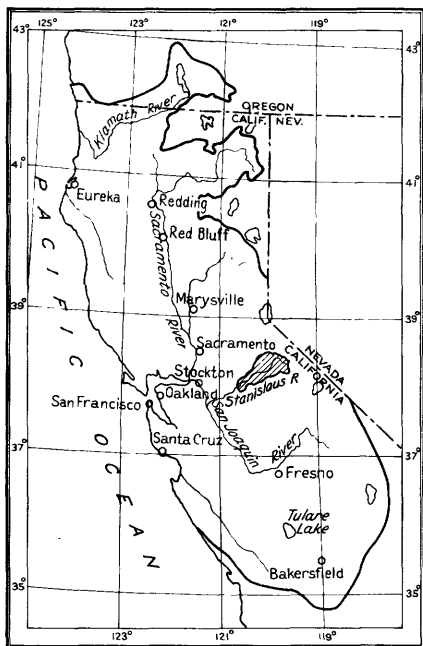 125° 123° 121° 119°
43° 43°
Klamath River
OREGON
CALIF. NEV.
41° 41°
Eureka
Redding
Red Bluff
Sacramento River
Marysville
39° 39°
Sacramento
NEVADA
CALIFORNIA
Stockton
Oakland
Stanislaus R
San Francisco
San Joaquin River
Santa Cruz
37° 37°
Fresno
Tulare
Lake
Bakersfield
35° 35°
PACIFIC OCEAN
123° 121° 119°